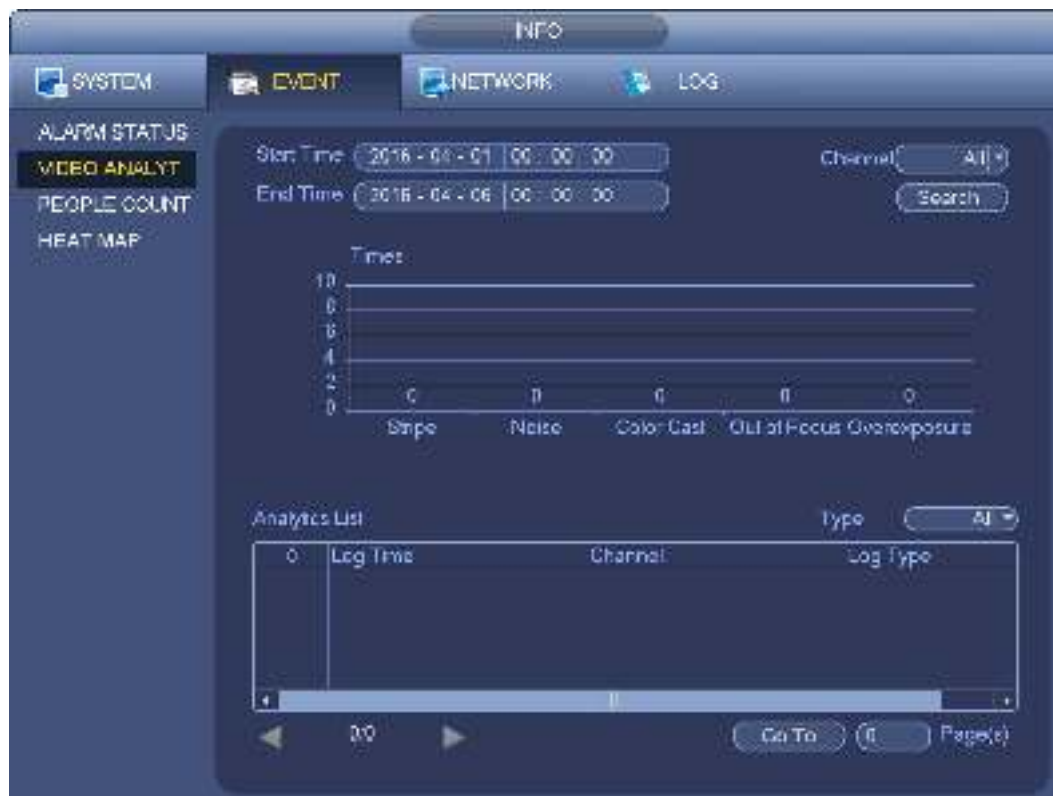 INFO
SYSTEM EVENT NETWORK LOG
ALARM STATUS
VIDEO ANALYT
PEOPLE COUNT
HEAT MAP
Start Time 2016 - 04 - 01 00 : 00 : 00 Channel All
End Time 2016 - 04 - 06 00 : 00 : 00 Search
Times
10
8
6
4
2
0
0 0 0 0 0
Stripe Noise Color Cast Out of Focus Overexposure
Analytics List Type All
0 Log Time Channel Log Type
0/0 Go To 0 Page(s)